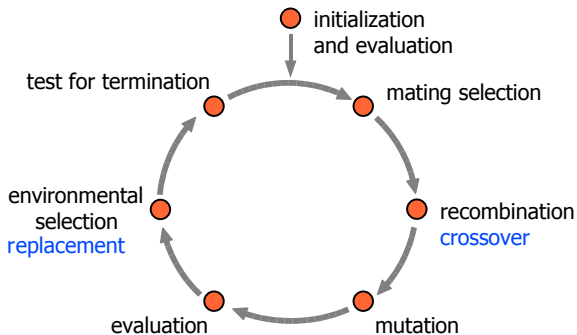 initialization
and evaluation
test for termination
mating selection
environmental
selection
replacement
recombination
crossover
evaluation
mutation